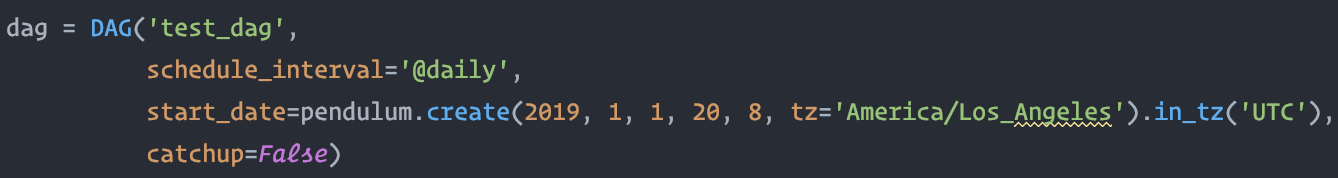 dag = DAG('test_dag',
schedule_interval='@daily',
start_date=pendulum.create(2019, 1, 1, 20, 8, tz='America/Los_Angeles').in_tz('UTC'),
catchup=False)